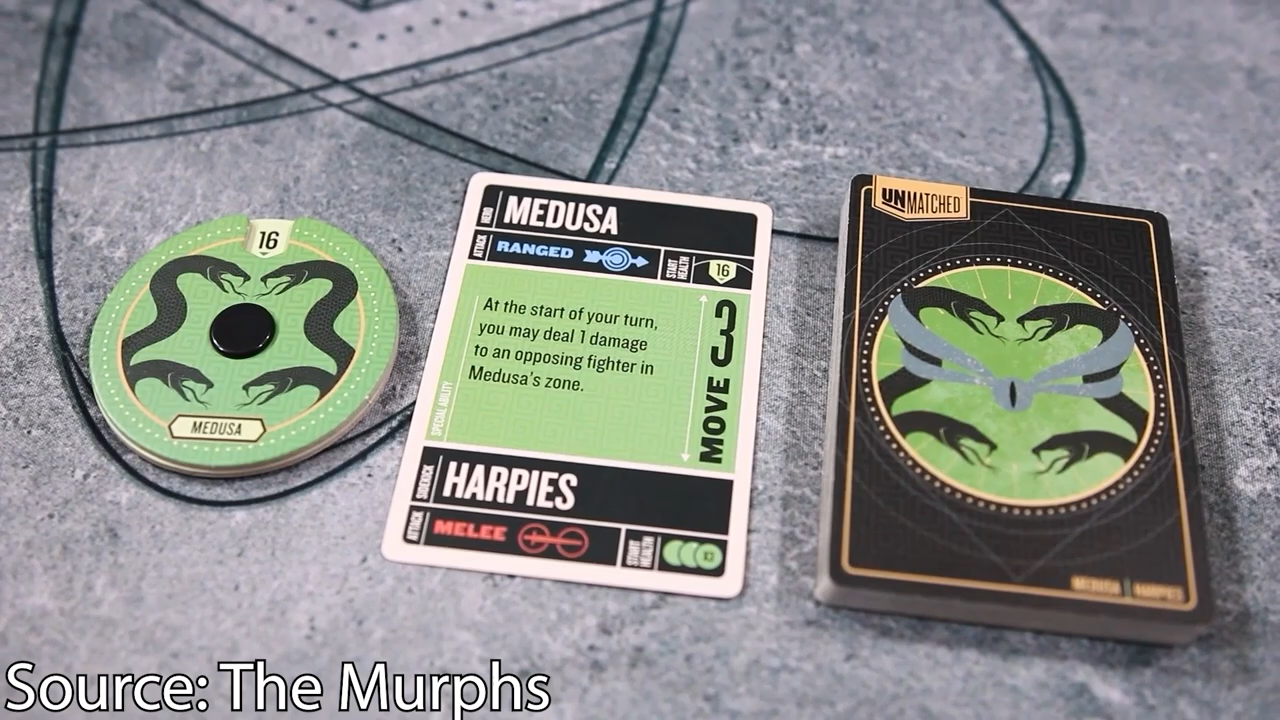 16
MEDUSA
HERO
MEDUSA
ATTACK
RANGED
START
HEALTH
16
SPECIAL ABILITY
At the start of your turn,
you may deal 1 damage
to an opposing fighter in
Medusa's zone.
MOVE 3
SIDEKICK
HARPIES
ATTACK
MELEE
START
HEALTH
UNMATCHED
MEDUSA | HARPIES
Source: The Murphs